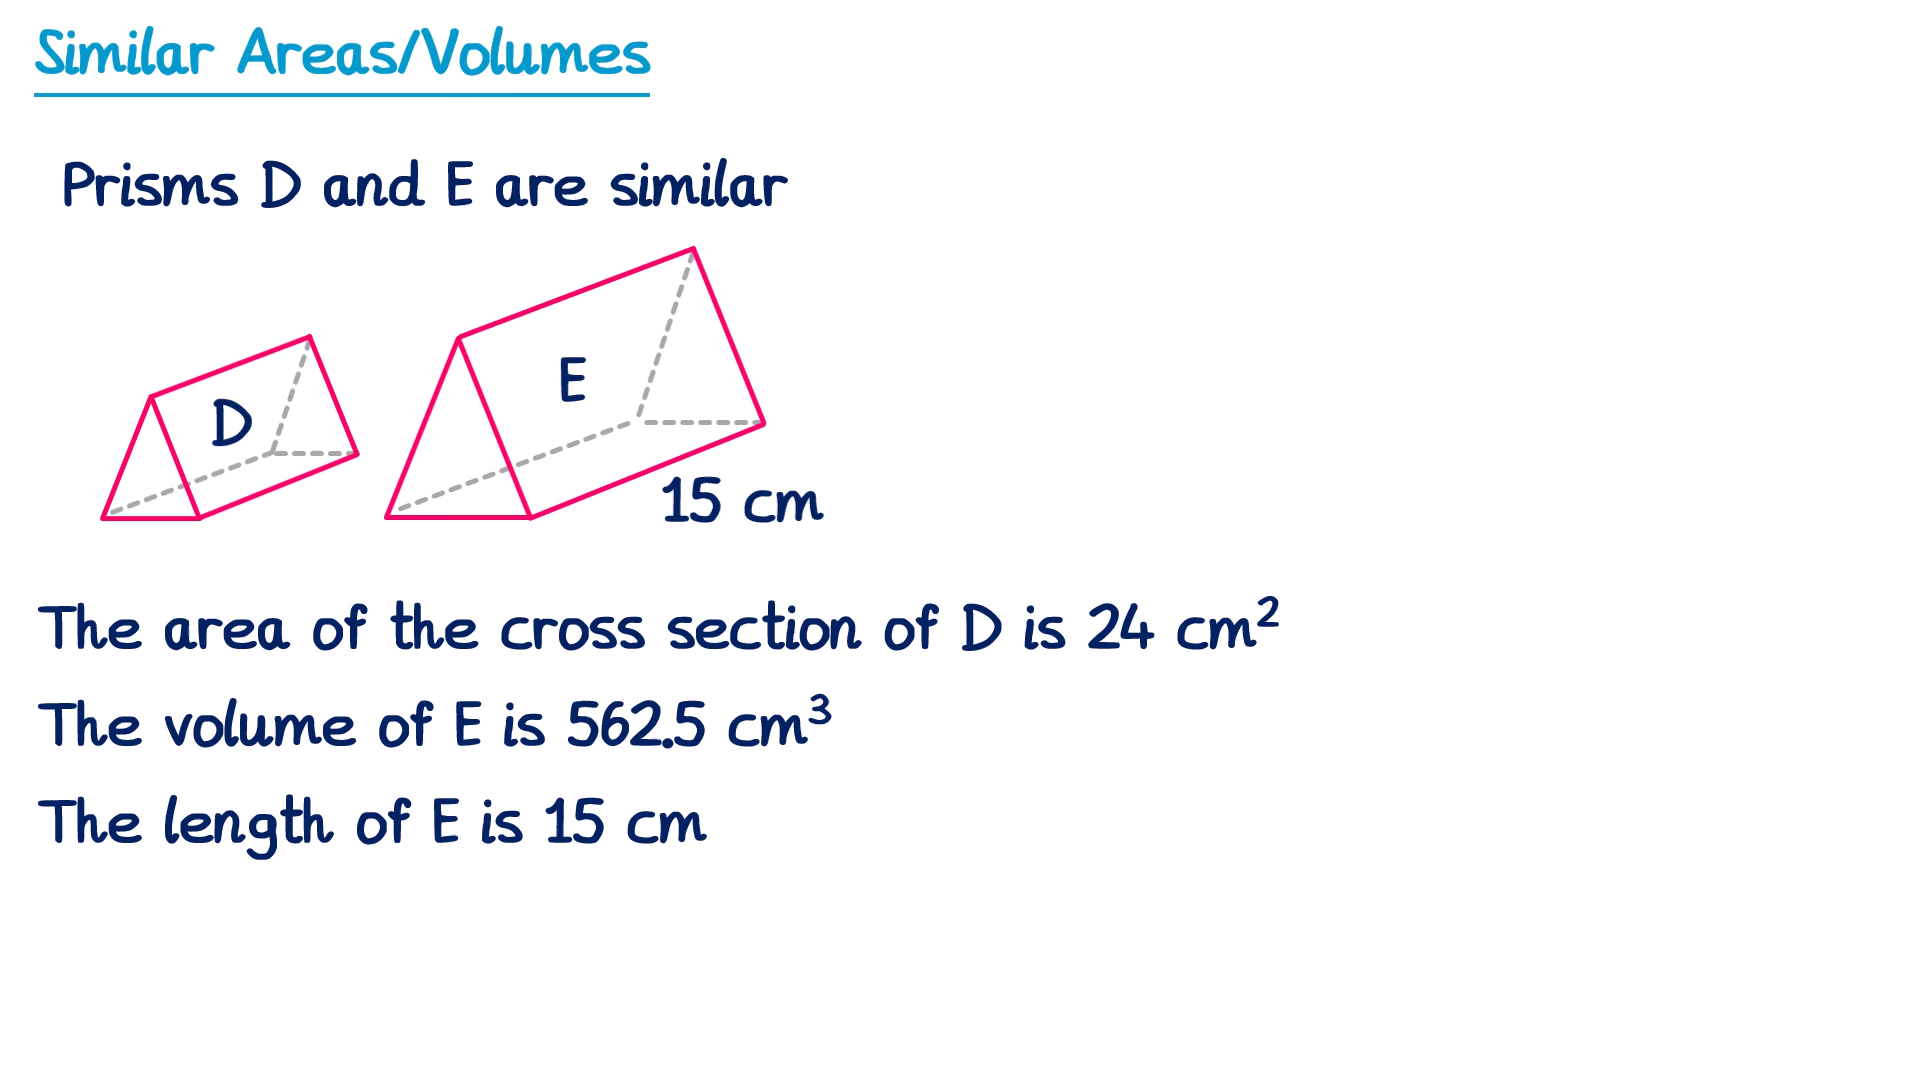 Similar Areas/Volumes
Prisms D and E are similar
D
E
15 cm
The area of the cross section of D is 24 cm²
The volume of E is 562.5 cm³
The length of E is 15 cm